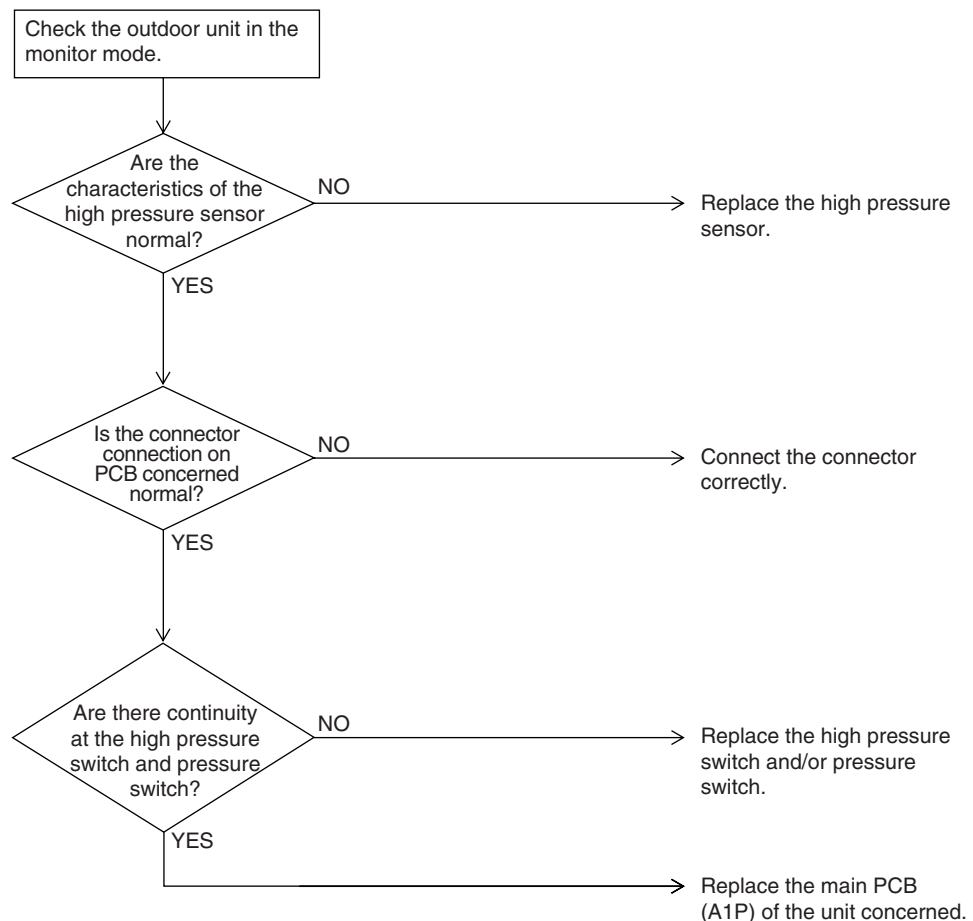 Check the outdoor unit in the
monitor mode.
Are the
characteristics of the
high pressure sensor
normal?
NO
Replace the high pressure
sensor.
YES
Is the connector
connection on
PCB concerned
normal?
NO
Connect the connector
correctly.
YES
Are there continuity
at the high pressure
switch and pressure
switch?
NO
Replace the high pressure
switch and/or pressure
switch.
YES
Replace the main PCB
(A1P) of the unit concerned.